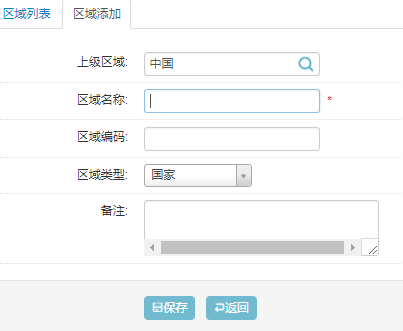 区域列表 区域添加
上级区域: 中国
区域名称: *
区域编码:
区域类型: 国家
备注:
保存 返回